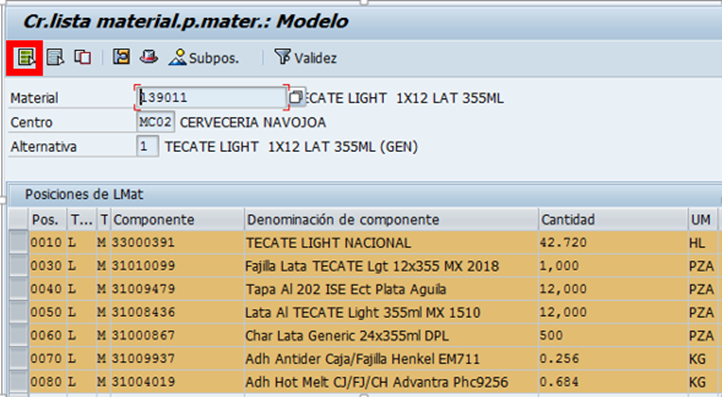 Cr.lista material.p.mater.: Modelo
Subpos. Validez
Material 139011 ECATE LIGHT 1X12 LAT 355ML
Centro MC02 CERVECERIA NAVOJOA
Alternativa 1 TECATE LIGHT 1X12 LAT 355ML (GEN)
Posiciones de LMat
Pos. T... T Componente Denominación de componente Cantidad UM
0010 L M 33000391 TECATE LIGHT NACIONAL 42.720 HL
0030 L M 31010099 Fajilla Lata TECATE Lgt 12x355 MX 2018 1,000 PZA
0040 L M 31009479 Tapa Al 202 ISE Ect Plata Aguila 12,000 PZA
0050 L M 31008436 Lata Al TECATE Light 355ml MX 1510 12,000 PZA
0060 L M 31000867 Char Lata Generic 24x355ml DPL 500 PZA
0070 L M 31009937 Adh Antider Caja/Fajilla Henkel EM711 0.256 KG
0080 L M 31004019 Adh Hot Melt CJ/FJ/CH Advantra Phc9256 0.684 KG